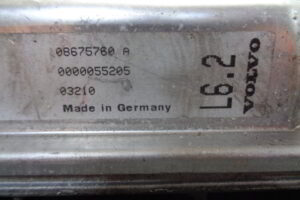 08675760 A
0000055205
03210
Made in Germany
L6.2
VOLVO